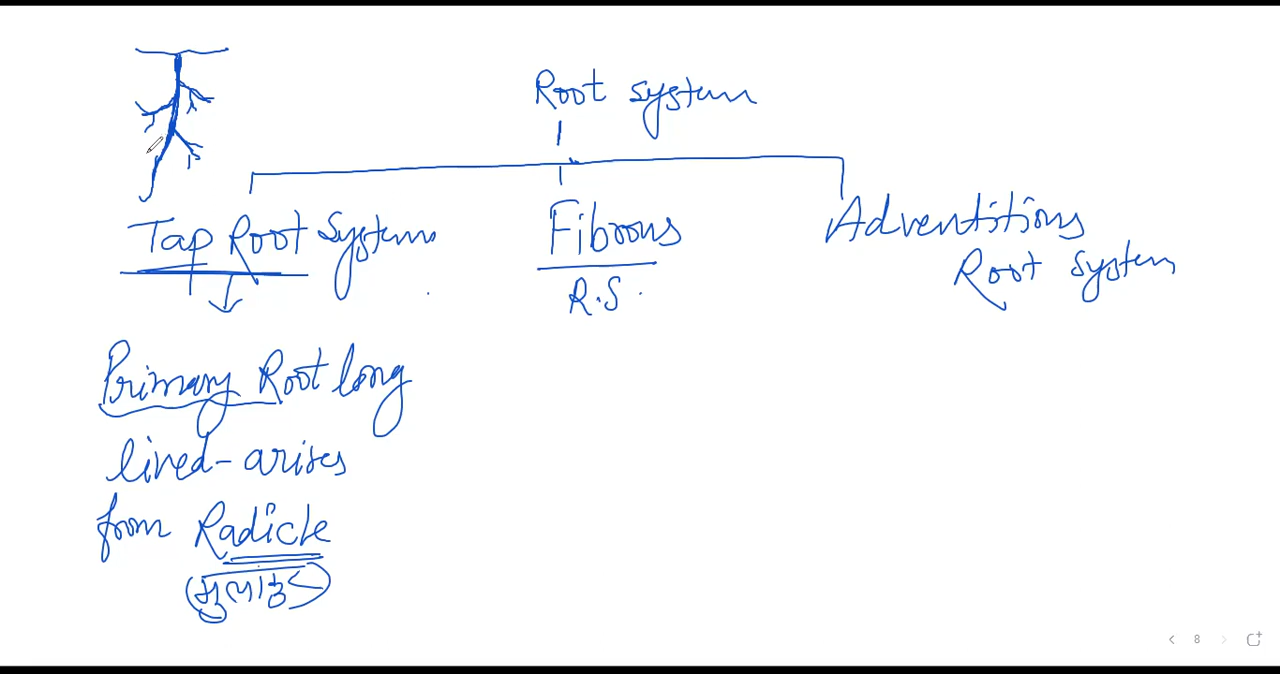 Root system
Tap Root System
Fibrous
R.S.
Adventitious
Root system
Primary Root long
lived - arises
from Radicle
8